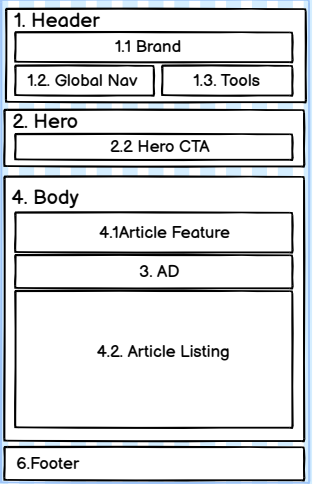 1. Header
1.1 Brand
1.2. Global Nav
1.3. Tools
2. Hero
2.2 Hero CTA
4. Body
4.1Article Feature
3. AD
4.2. Article Listing
6.Footer